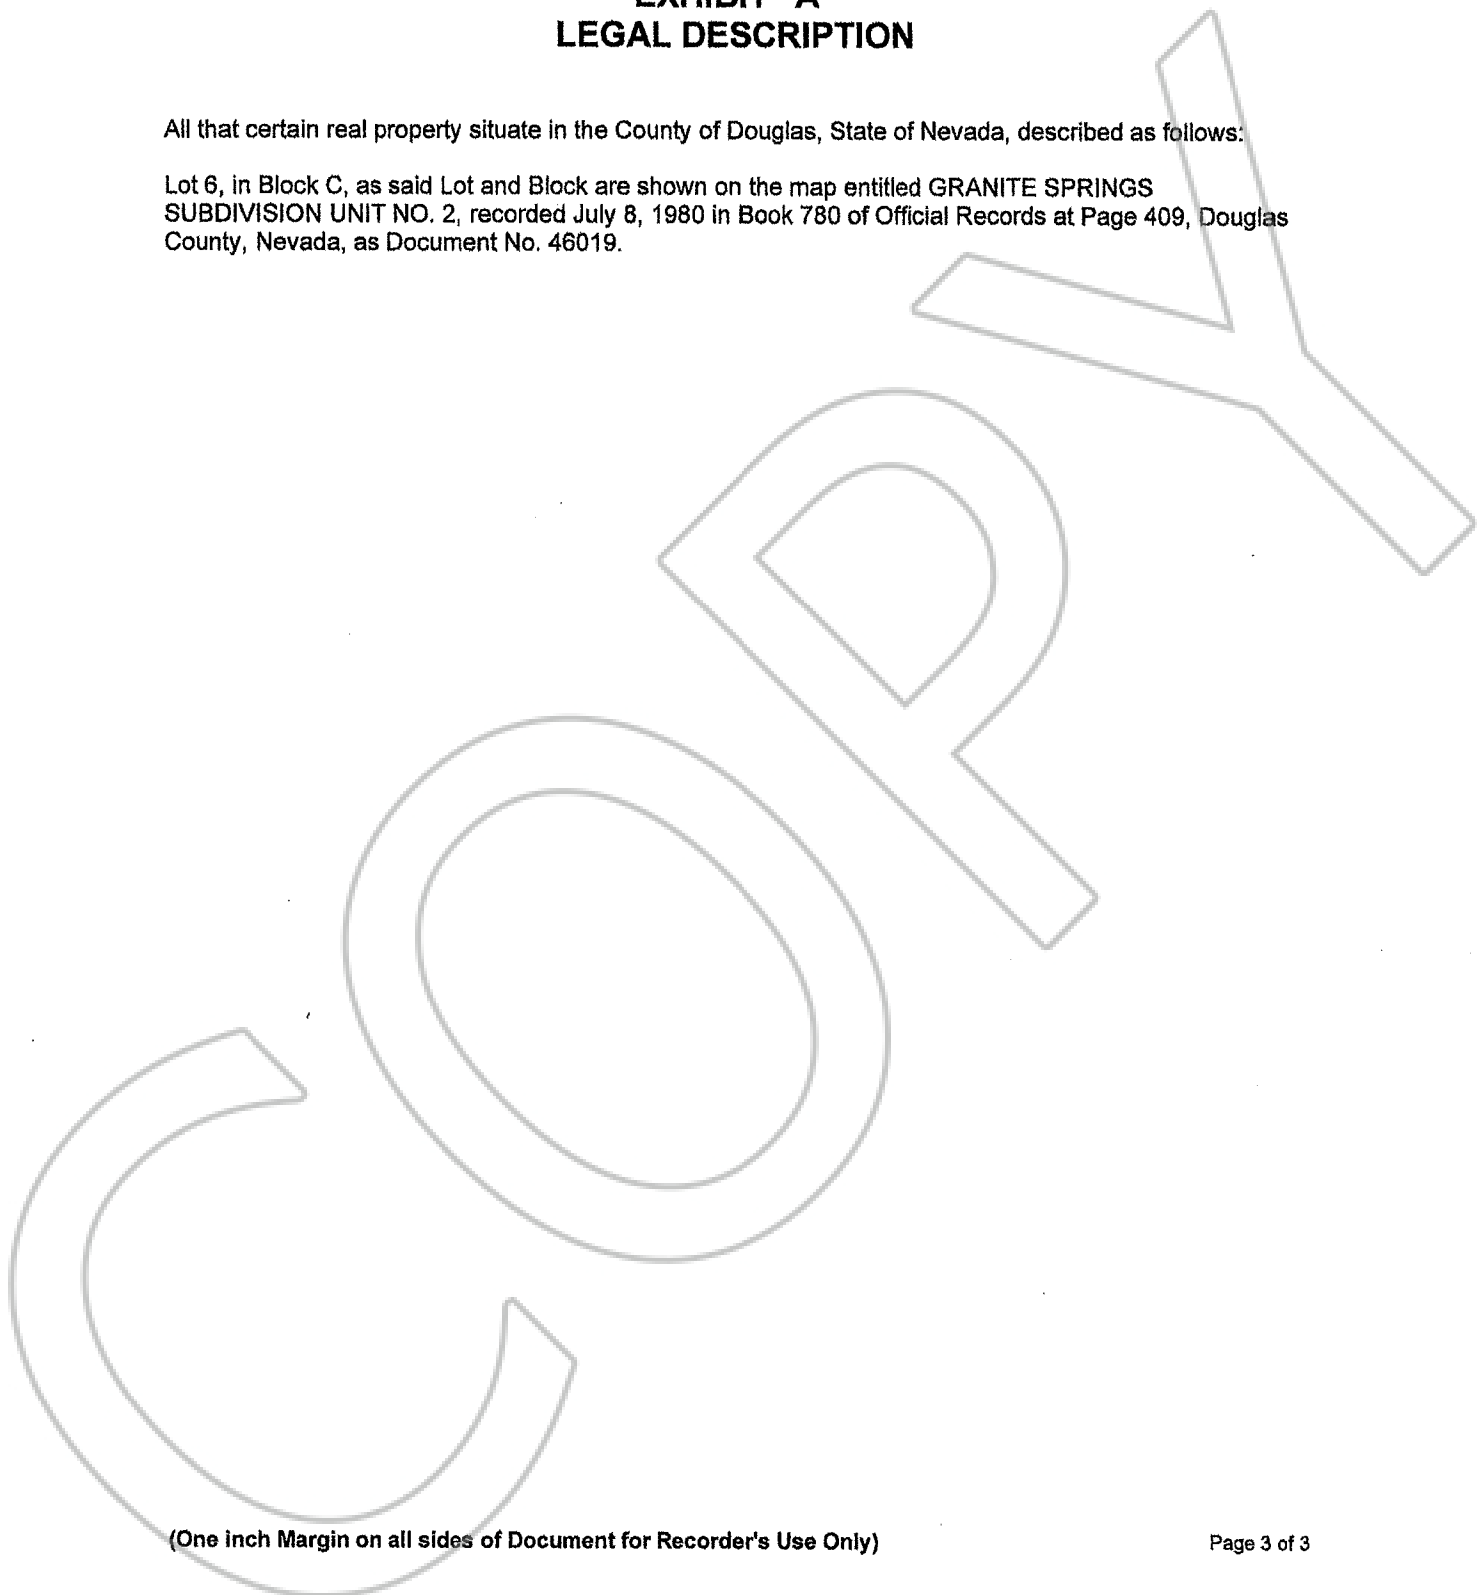 EXHIBIT "A"
LEGAL DESCRIPTION
All that certain real property situate in the County of Douglas, State of Nevada, described as follows:
Lot 6, in Block C, as said Lot and Block are shown on the map entitled GRANITE SPRINGS
SUBDIVISION UNIT NO. 2, recorded July 8, 1980 in Book 780 of Official Records at Page 409, Douglas
County, Nevada, as Document No. 46019.
COPY
(One inch Margin on all sides of Document for Recorder's Use Only)
Page 3 of 3